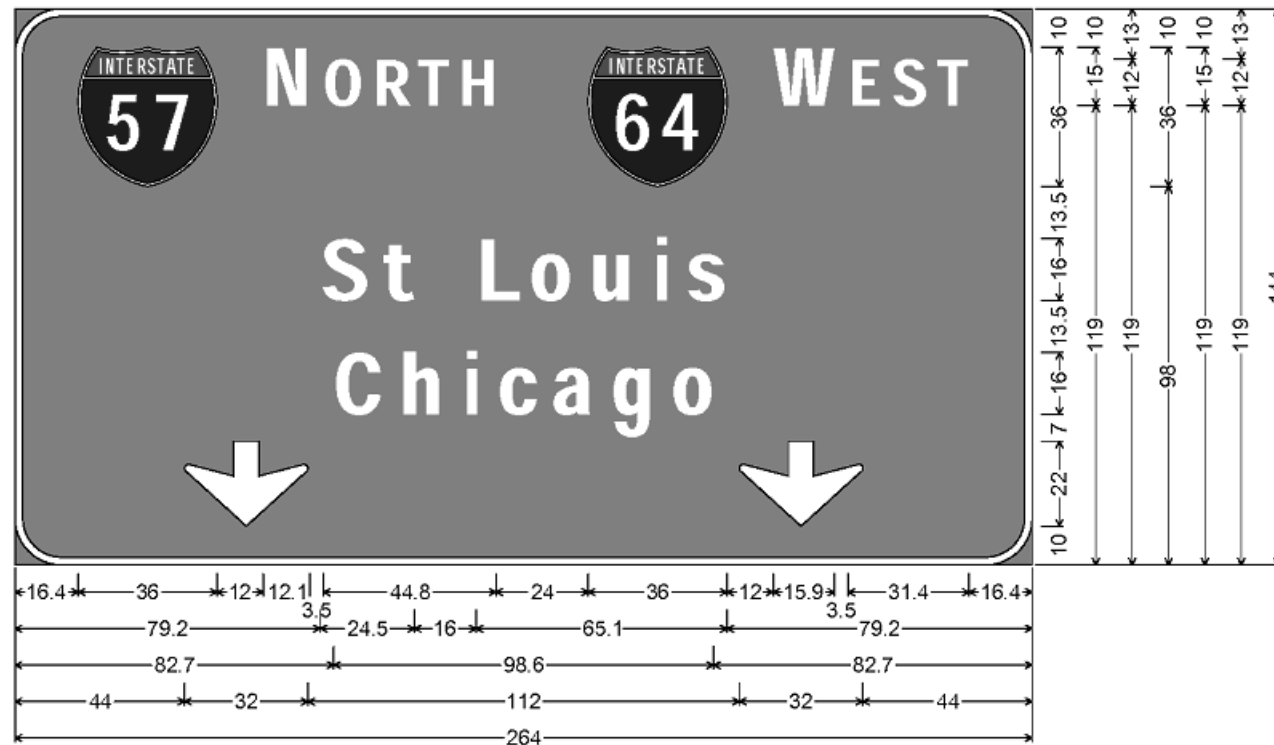 INTERSTATE
57
NORTH
INTERSTATE
64
WEST
St Louis
Chicago
10 36 13.5 16 13.5 16 7 22 10
10 15 119
13 12 119
10 36 98
10 15 119
13 12 119
16.4 36 12 12.1 3.5 44.8 24 36 12 15.9 3.5 31.4 16.4
79.2 24.5 16 65.1 79.2
82.7 98.6 82.7
44 32 112 32 44
264